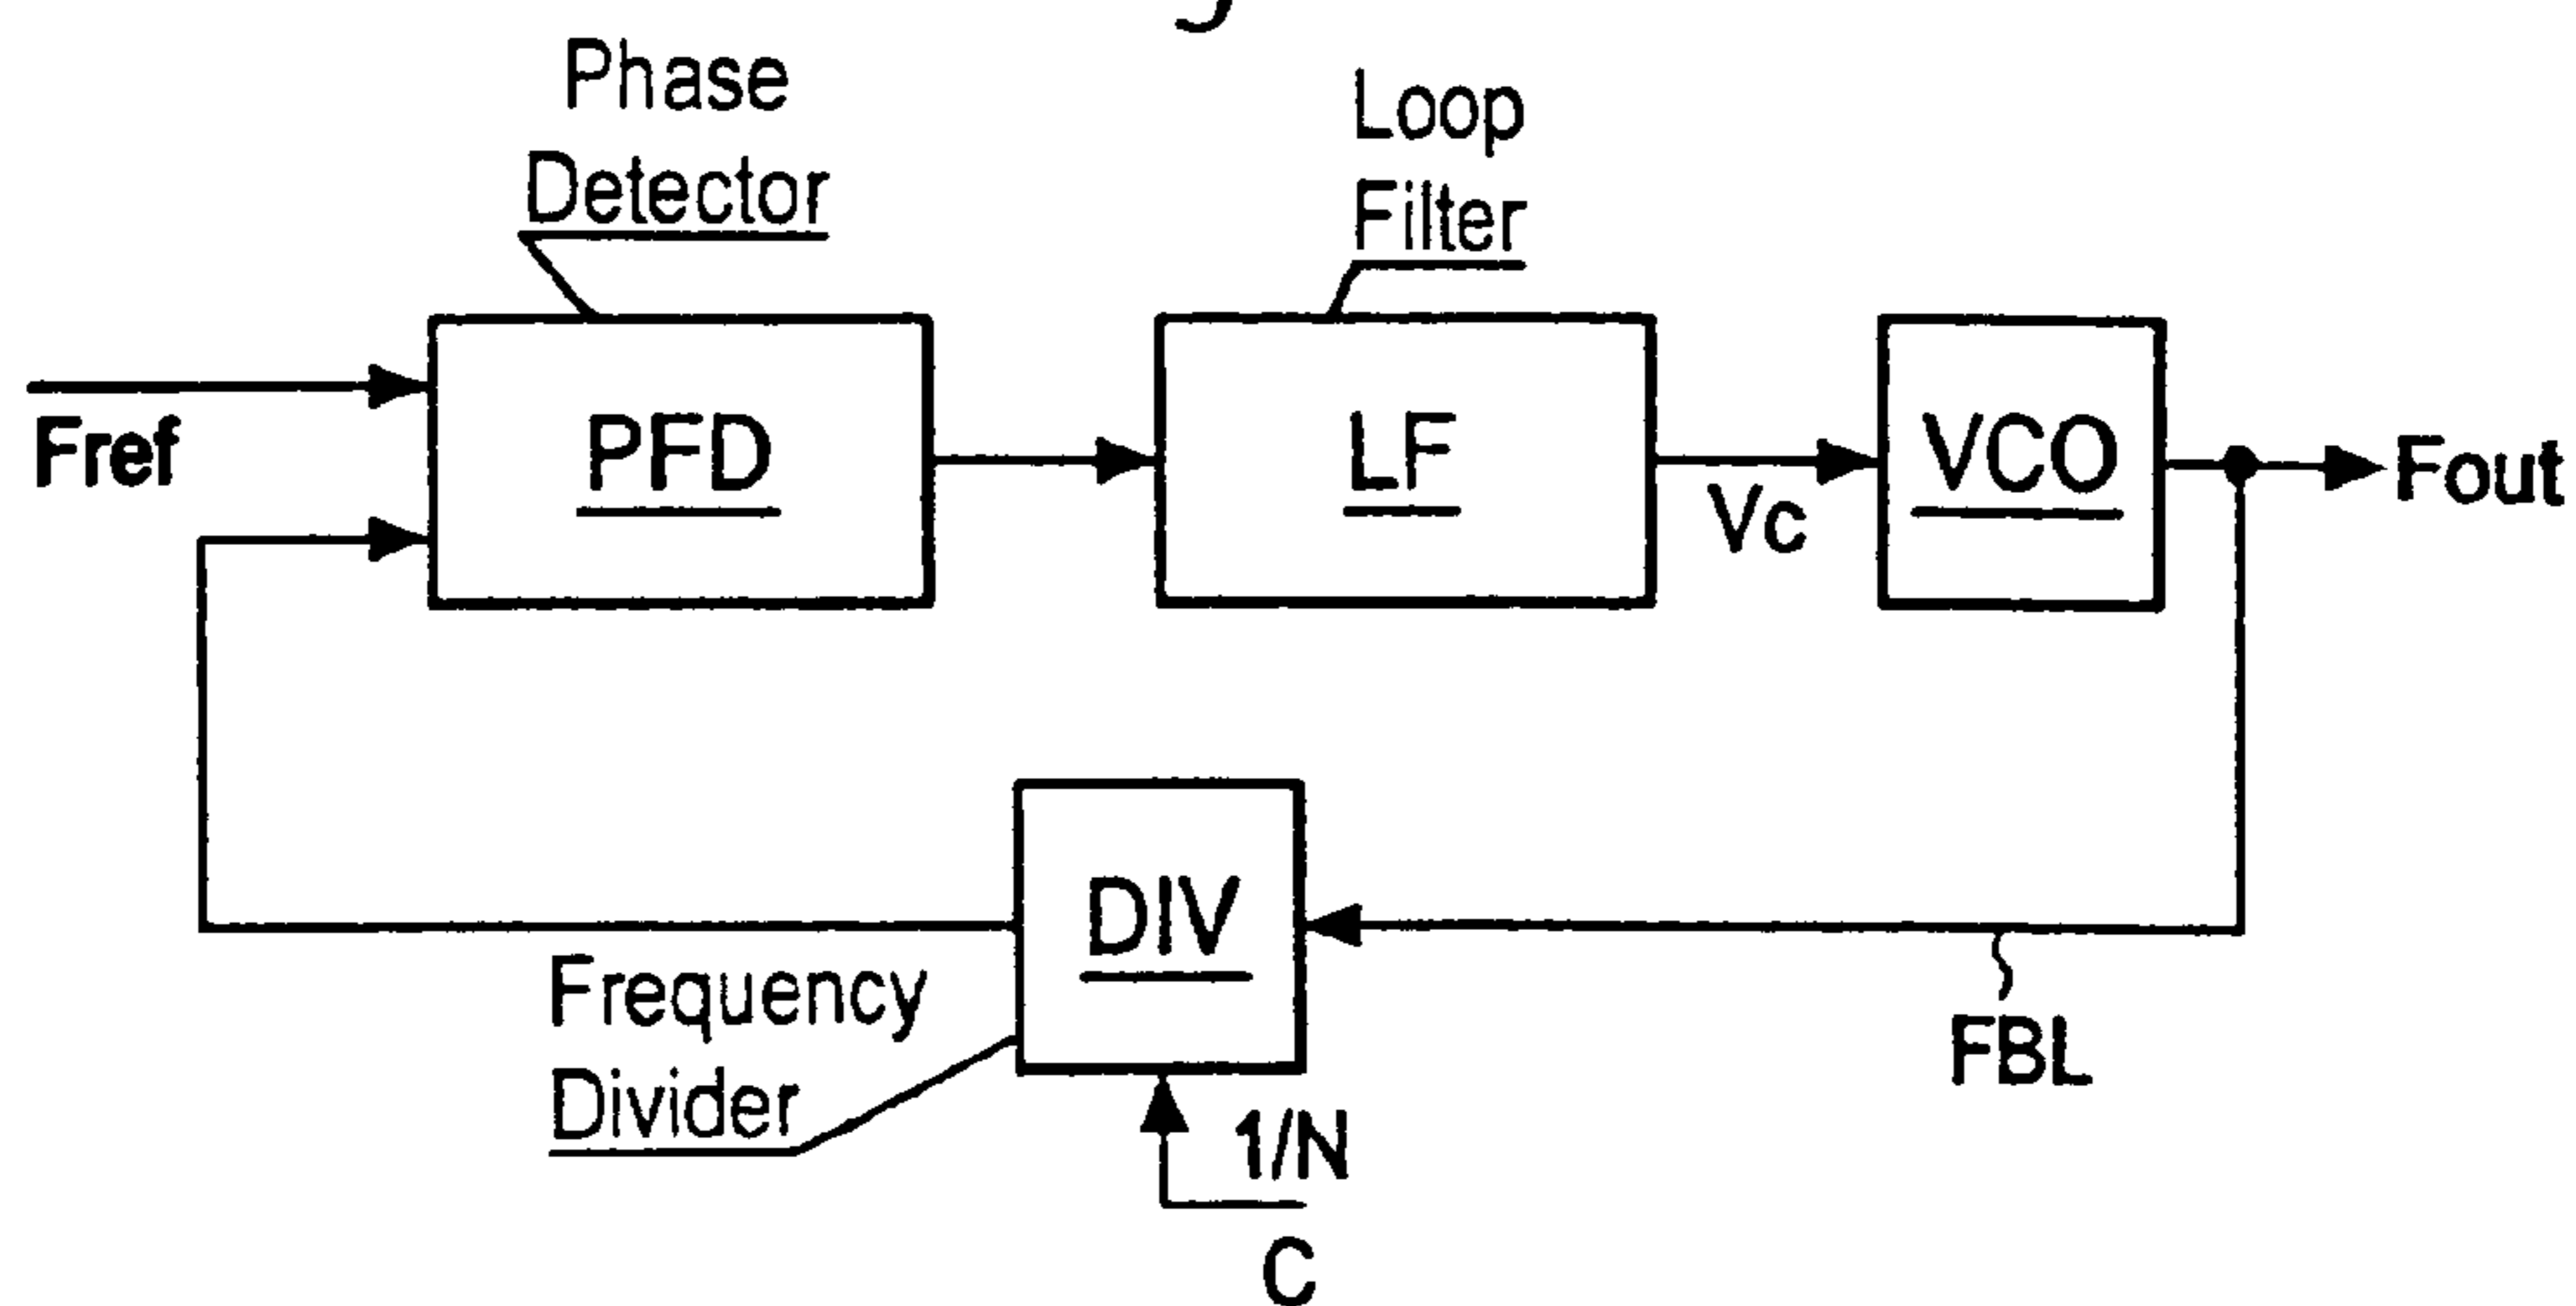 Phase
Detector
Loop
Filter
Fref
PFD
LF
Vc
VCO
Fout
DIV
Frequency
Divider
1/N
C
FBL